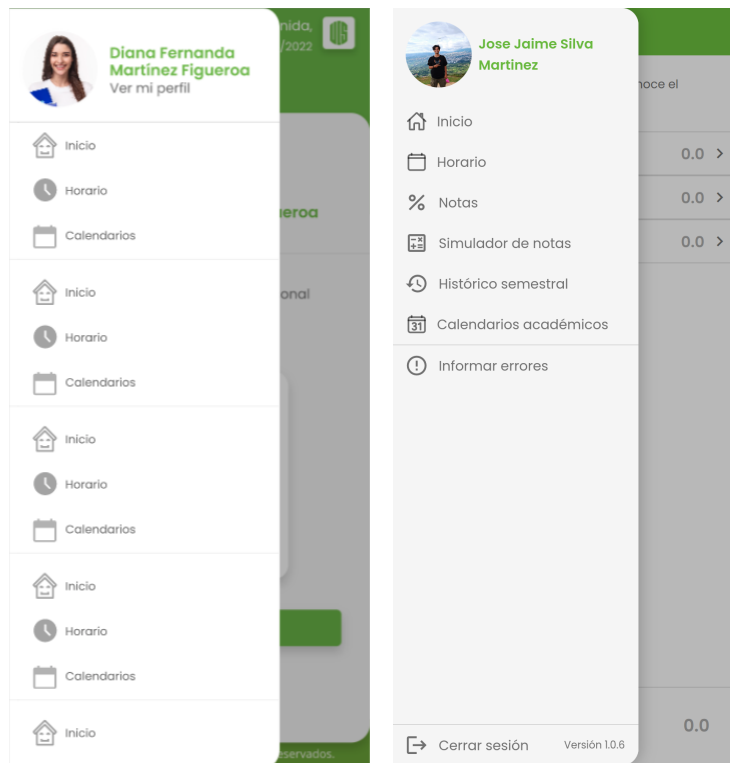 Diana Fernanda
Martínez Figueroa
Ver mi perfil
Inicio
Horario
Calendarios
Inicio
Horario
Calendarios
Inicio
Horario
Calendarios
Inicio
Horario
Calendarios
Inicio
nida,
/2022
ueroa
onal
eservados.
Jose Jaime Silva
Martinez
Inicio
Horario
Notas
Simulador de notas
Histórico semestral
31
Calendarios académicos
Informar errores
Cerrar sesión
Versión 1.0.6
noce el
0.0
0.0
0.0
0.0